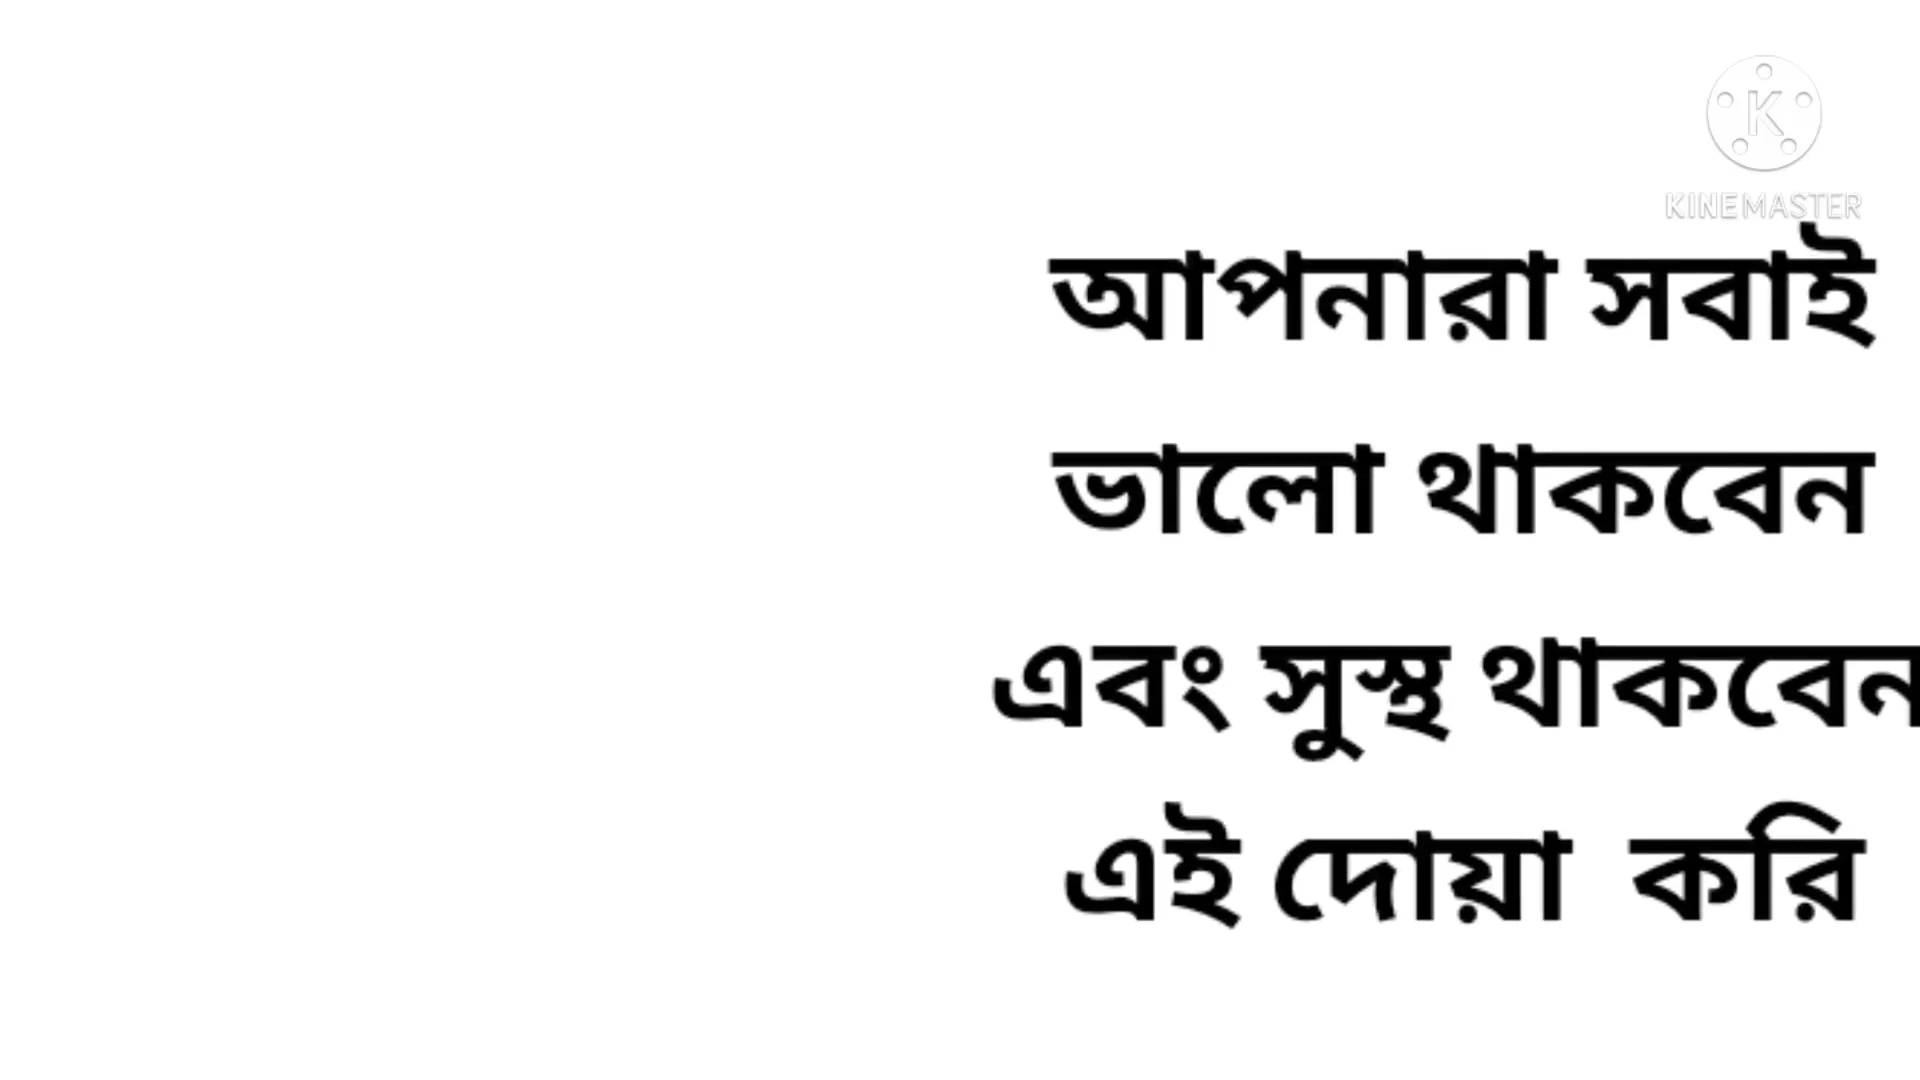 K
KINEMASTER
আপনারা সবাই
ভালো থাকবেন
এবং সুস্থ থাকবেন
এই দোয়া করি